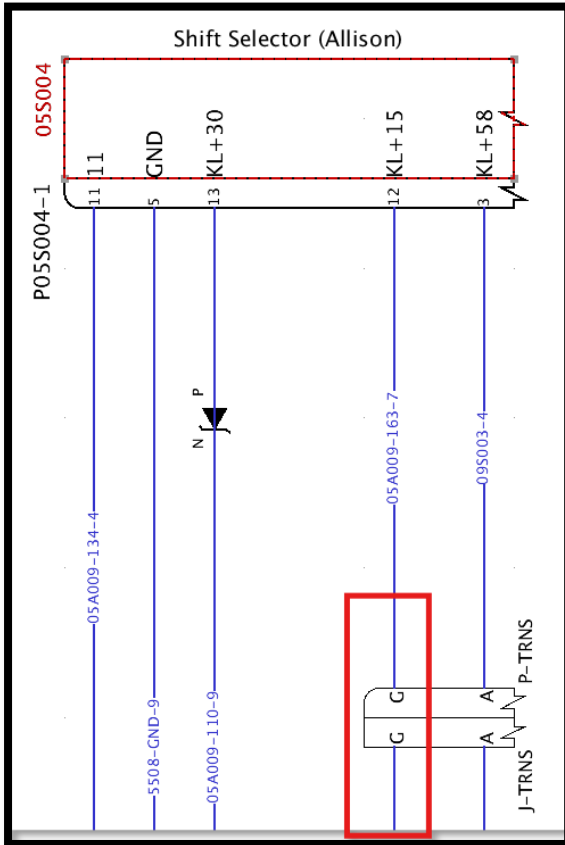 Shift Selector (Allison)
05S004
11
GND
KL+30
KL+15
KL+58
P05S004-1
11
5
13
12
3
P
N
05A009-134-4
5508-GND-9
05A009-110-9
05A009-163-7
09S003-4
G
A
P-TRNS
G
A
J-TRNS